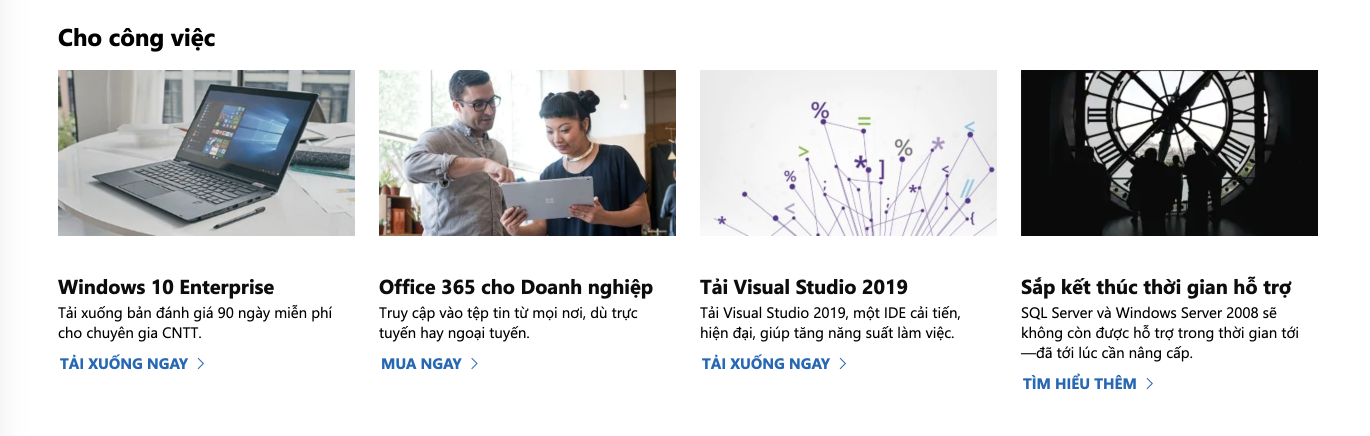 Cho công việc
Windows 10 Enterprise
Tải xuống bản đánh giá 90 ngày miễn phí
cho chuyên gia CNTT.
TẢI XUỐNG NGAY
Office 365 cho Doanh nghiệp
Truy cập vào tệp tin từ mọi nơi, dù trực
tuyến hay ngoại tuyến.
MUA NGAY
Tải Visual Studio 2019
Tải Visual Studio 2019, một IDE cải tiến,
hiện đại, giúp tăng năng suất làm việc.
TẢI XUỐNG NGAY
Sắp kết thúc thời gian hỗ trợ
SQL Server và Windows Server 2008 sẽ
không còn được hỗ trợ trong thời gian tới
—đã tới lúc cần nâng cấp.
TÌM HIỂU THÊM